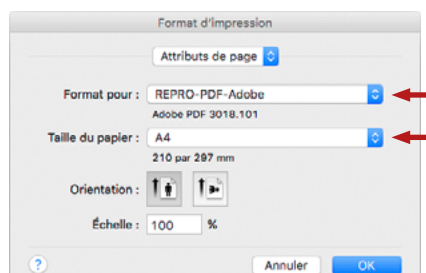 Format d'impression
Attributs de page
Format pour : REPRO-PDF-Adobe
Adobe PDF 3018.101
Taille du papier : A4
210 par 297 mm
Orientation :
Échelle : 100 %
? Annuler OK